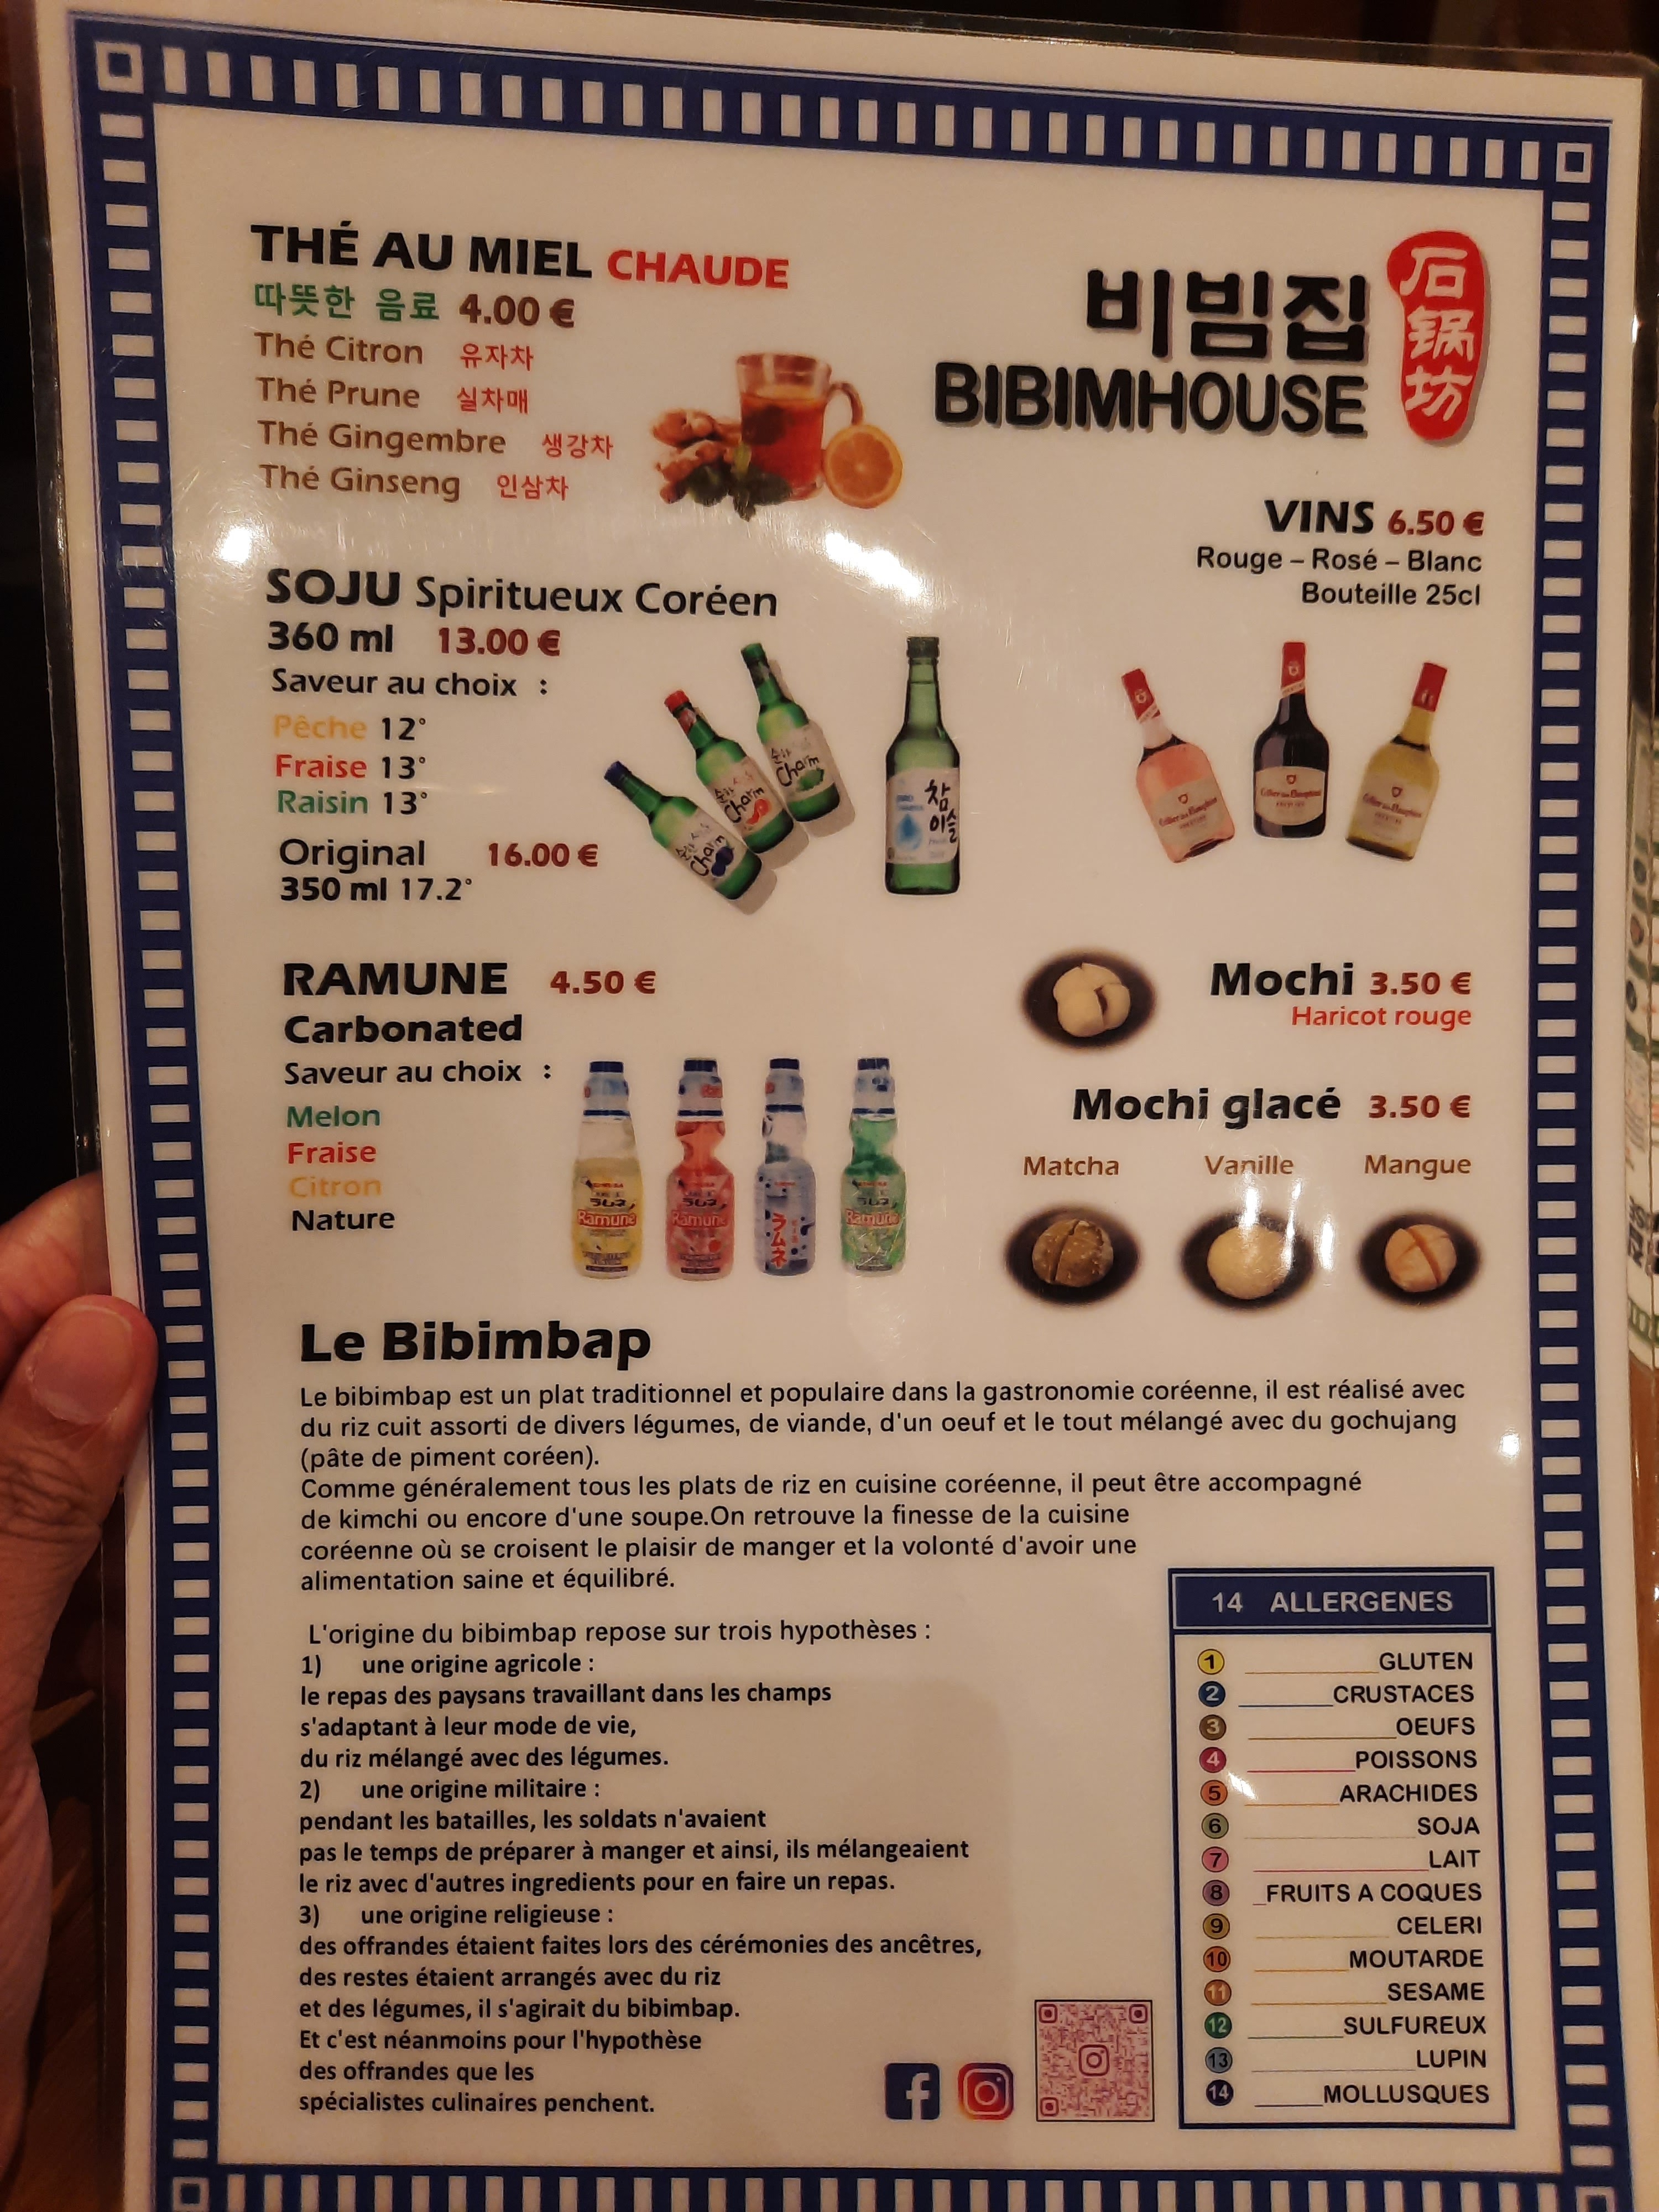 THÉ AU MIEL CHAUDE
따뜻한 음료 4.00 €
Thé Citron 유자차
Thé Prune 실차매
Thé Gingembre 생강차
Thé Ginseng 인삼차
비빔집
BIBIMHOUSE
石锅坊
VINS 6.50 €
Rouge – Rosé – Blanc
Bouteille 25cl
SOJU Spiritueux Coréen
360 ml 13.00 €
Saveur au choix :
Pêche 12°
Fraise 13°
Raisin 13°
Original 16.00 €
350 ml 17.2°
Charm
Charm
Charm
참이슬
RAMUNE 4.50 €
Carbonated
Saveur au choix :
Melon
Fraise
Citron
Nature
Ramune
Ramune
ラムネ
Ramune
Mochi 3.50 €
Haricot rouge
Mochi glacé 3.50 €
Matcha Vanille Mangue
Le Bibimbap
Le bibimbap est un plat traditionnel et populaire dans la gastronomie coréenne, il est réalisé avec
du riz cuit assorti de divers légumes, de viande, d'un oeuf et le tout mélangé avec du gochujang
(pâte de piment coréen).
Comme généralement tous les plats de riz en cuisine coréenne, il peut être accompagné
de kimchi ou encore d'une soupe.On retrouve la finesse de la cuisine
coréenne où se croisent le plaisir de manger et la volonté d'avoir une
alimentation saine et équilibré.
L'origine du bibimbap repose sur trois hypothèses :
1) une origine agricole :
le repas des paysans travaillant dans les champs
s'adaptant à leur mode de vie,
du riz mélangé avec des légumes.
2) une origine militaire :
pendant les batailles, les soldats n'avaient
pas le temps de préparer à manger et ainsi, ils mélangeaient
le riz avec d'autres ingredients pour en faire un repas.
3) une origine religieuse :
des offrandes étaient faites lors des cérémonies des ancêtres,
des restes étaient arrangés avec du riz
et des légumes, il s'agirait du bibimbap.
Et c'est néanmoins pour l'hypothèse
des offrandes que les
spécialistes culinaires penchent.
14 ALLERGENES
1 GLUTEN
2 CRUSTACES
3 OEUFS
4 POISSONS
5 ARACHIDES
6 SOJA
7 LAIT
8 FRUITS A COQUES
9 CELERI
10 MOUTARDE
11 SESAME
12 SULFUREUX
13 LUPIN
14 MOLLUSQUES